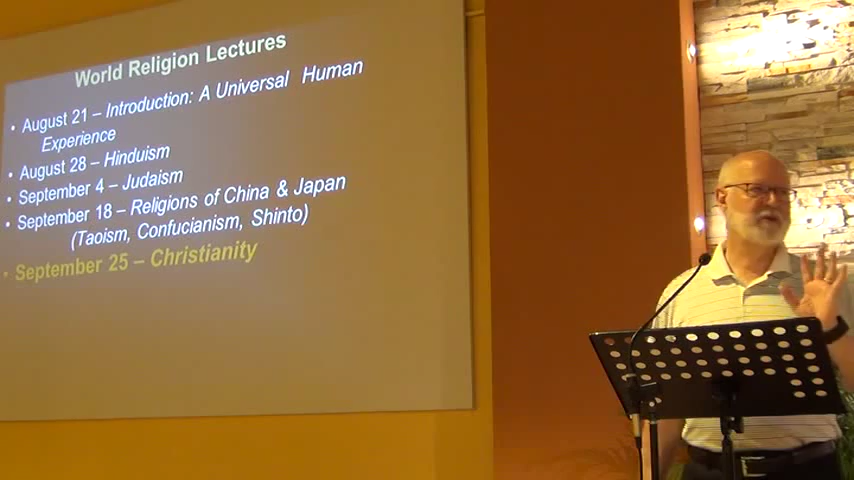 World Religion Lectures
• August 21 – Introduction: A Universal Human
Experience
• August 28 – Hinduism
• September 4 – Judaism
• September 18 – Religions of China & Japan
(Taoism, Confucianism, Shinto)
• September 25 – Christianity